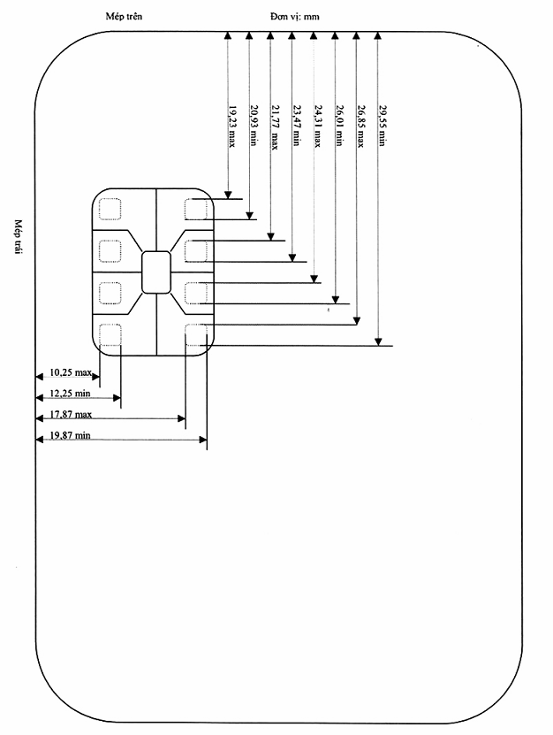 Mép trên
Đơn vị: mm
19,23 max
20,93 min
21,77 max
23,47 min
24,31 max
26,01 min
26,85 max
29,55 min
Mép trái
10,25 max
12,25 min
17,87 max
19,87 min